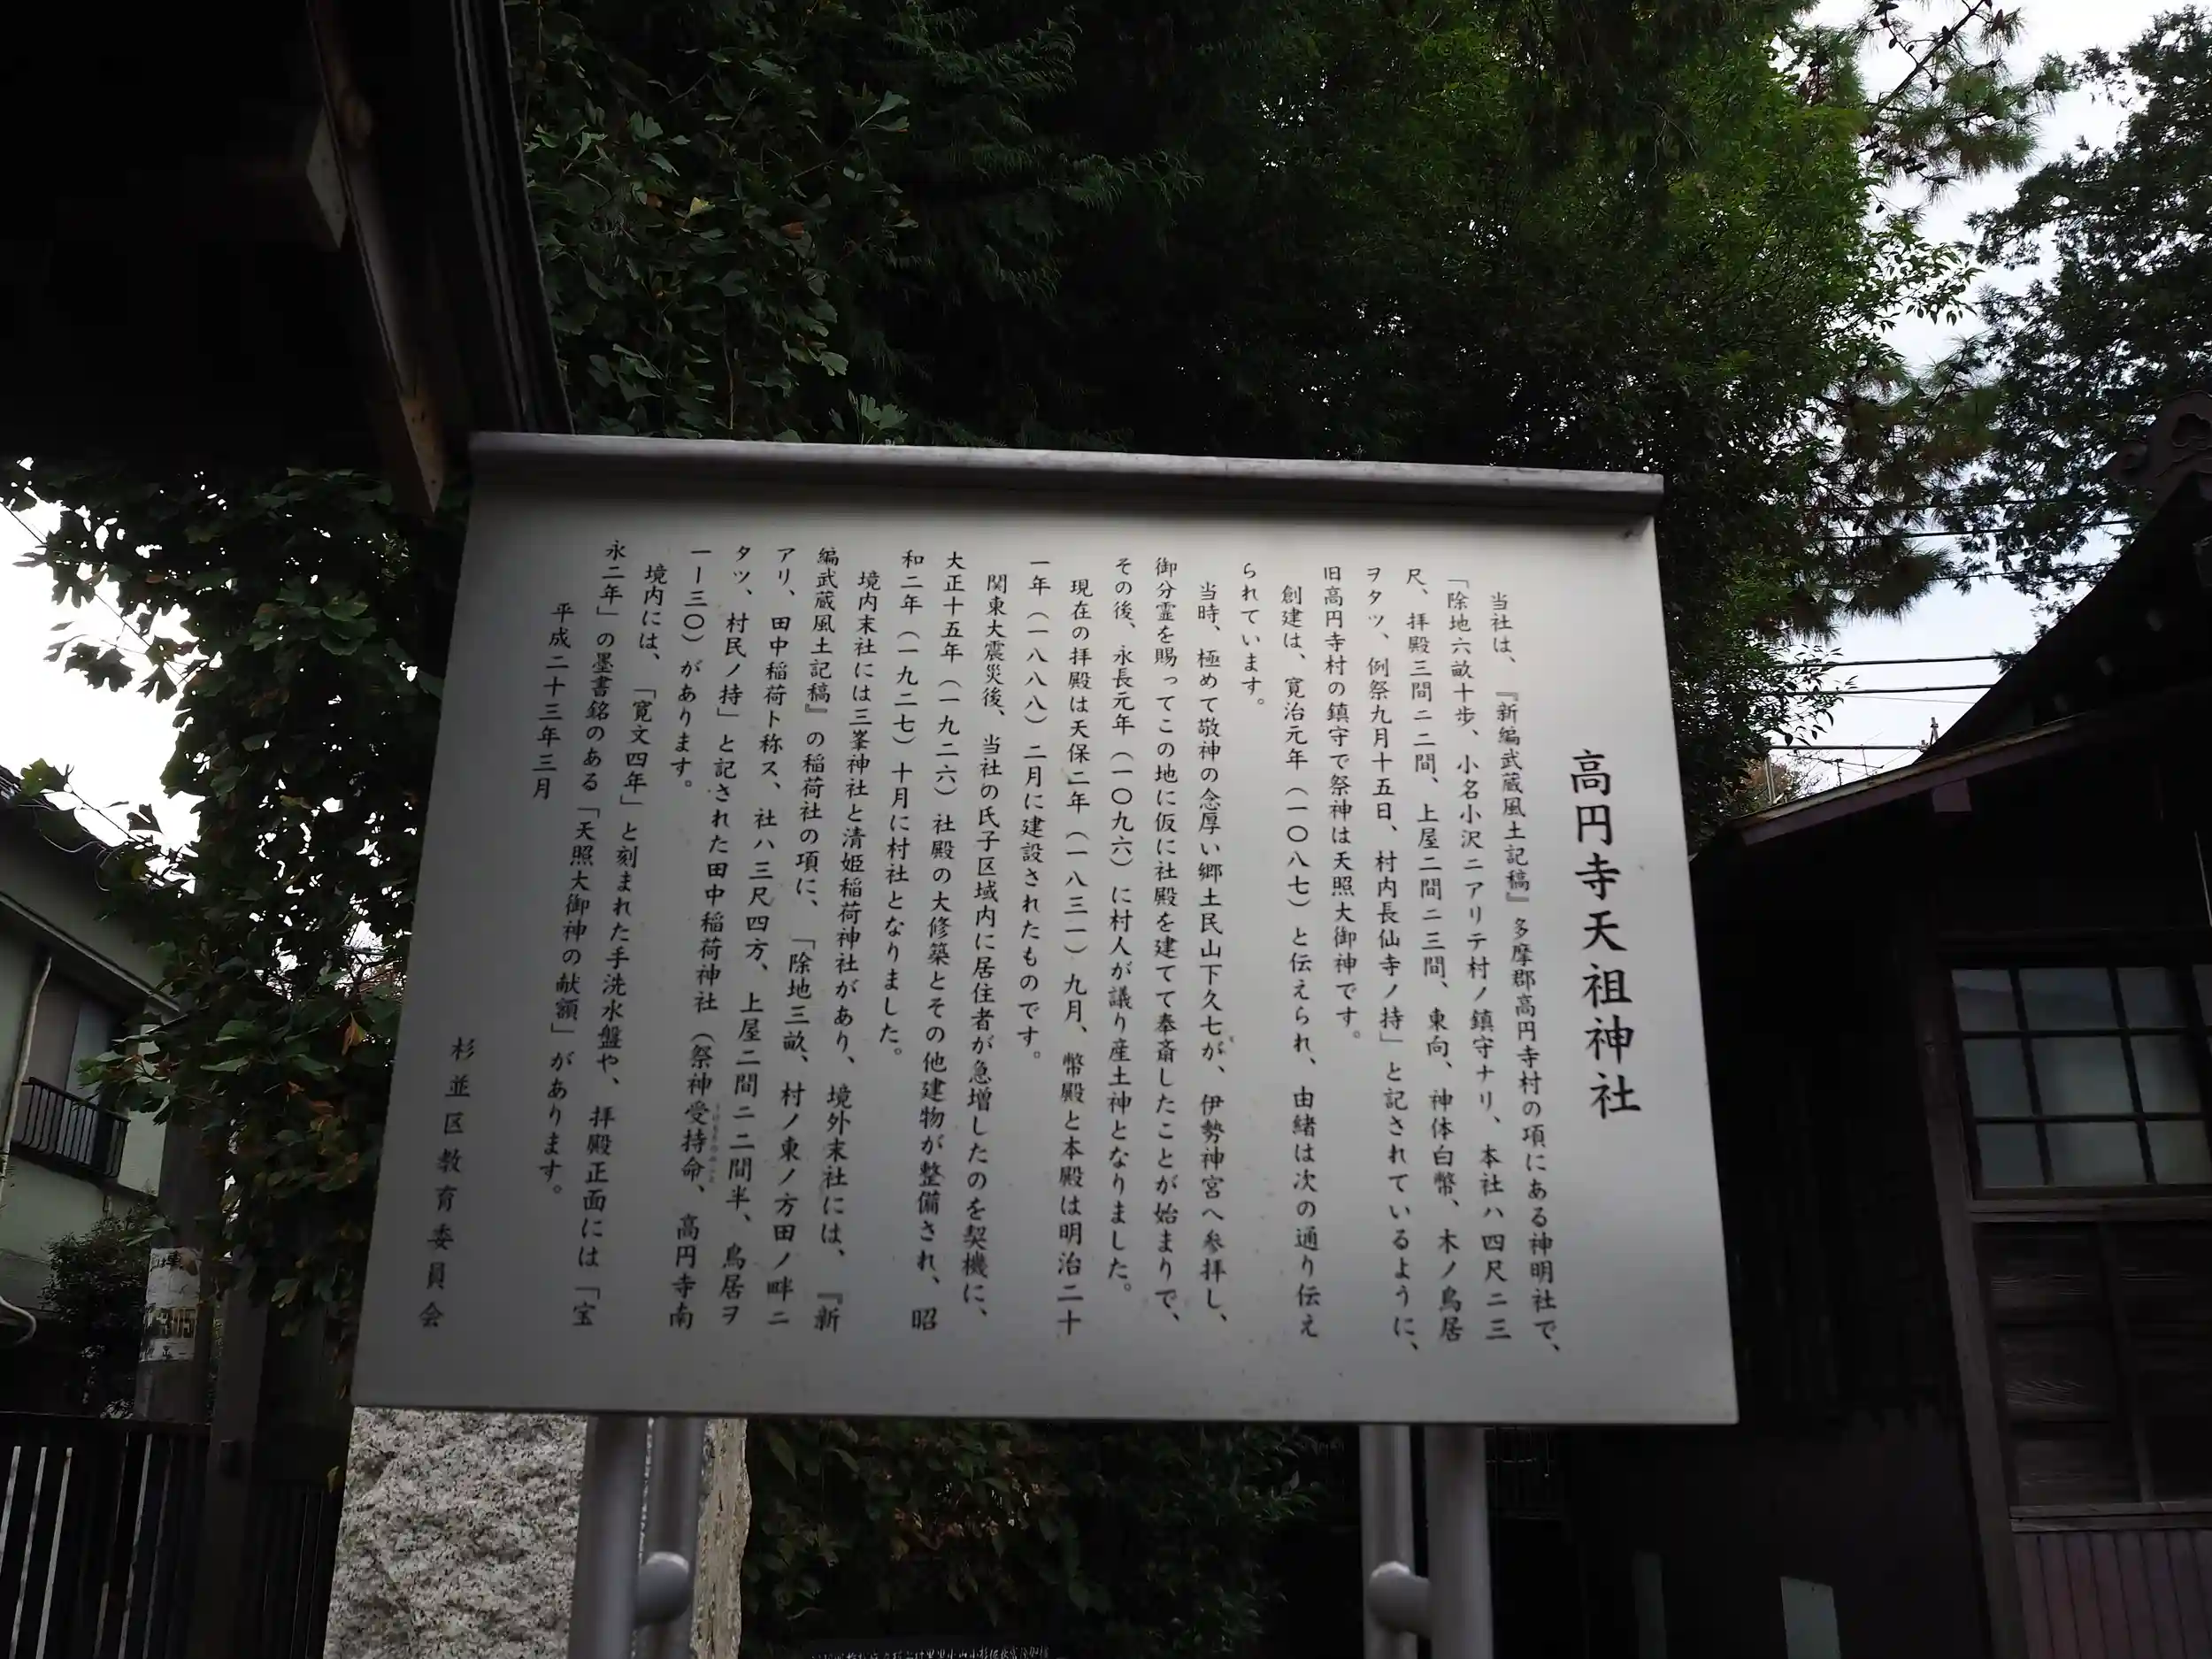 高円寺天祖神社
当社は、『新編武蔵風土記稿』多摩郡高円寺村の項にある神明社で、
「除地六畝十歩、小名小沢ニアリテ村ノ鎮守ナリ、本社ハ四尺ニ三
尺、拝殿三間ニ二間、上屋二間ニ三間、東向、神体白幣、木ノ鳥居
ヲタツ、例祭九月十五日、村内長仙寺ノ持」と記されているように、
旧高円寺村の鎮守で祭神は天照大御神です。
創建は、寛治元年（一〇八七）と伝えられ、由緒は次の通り伝え
られています。
当時、極めて敬神の念厚い郷土民山下久七が、伊勢神宮へ参拝し、
御分霊を賜ってこの地に仮に社殿を建てて奉斎したことが始まりで、
その後、永長元年（一〇九六）に村人が議り産土神となりました。
現在の拝殿は天保二年（一八三一）九月、幣殿と本殿は明治二十
一年（一八八八）二月に建設されたものです。
関東大震災後、当社の氏子区域内に居住者が急増したのを契機に、
大正十五年（一九二六）社殿の大修築とその他建物が整備され、昭
和二年（一九二七）十月に村社となりました。
境内末社には三峯神社と清姫稲荷神社があり、境外末社には、『新
編武蔵風土記稿』の稲荷社の項に、「除地三畝、村ノ東ノ方田ノ畔ニ
アリ、田中稲荷ト称ス、社ハ三尺四方、上屋二間ニ二間半、鳥居ヲ
タツ、村民ノ持」と記された田中稲荷神社（祭神受持命、高円寺南
一ー三〇）があります。
境内には、「寛文四年」と刻まれた手洗水盤や、拝殿正面には「宝
永二年」の墨書銘のある「天照大御神の献額」があります。
平成二十三年三月
杉並区教育委員会